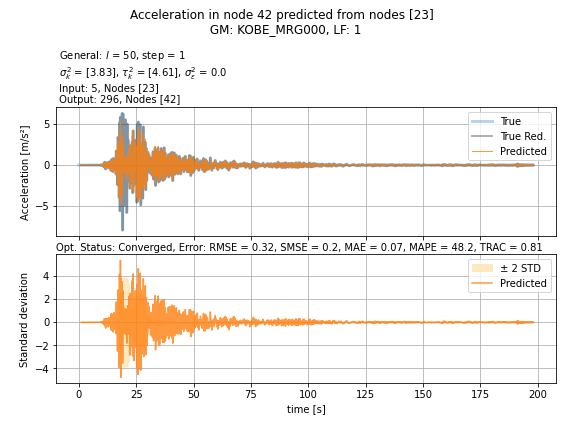 Acceleration in node 42 predicted from nodes [23]
GM: KOBE_MRG000, LF: 1
General: l = 50, step = 1
σ²ₖ = [3.83], τ²ₖ = [4.61], σ²ε = 0.0
Input: 5, Nodes [23]
Output: 296, Nodes [42]
True
True Red.
Predicted
Acceleration [m/s²]
5
0
−5
Opt. Status: Converged, Error: RMSE = 0.32, SMSE = 0.2, MAE = 0.07, MAPE = 48.2, TRAC = 0.81
± 2 STD
Predicted
Standard deviation
4
2
0
−2
−4
0 25 50 75 100 125 150 175 200
time [s]